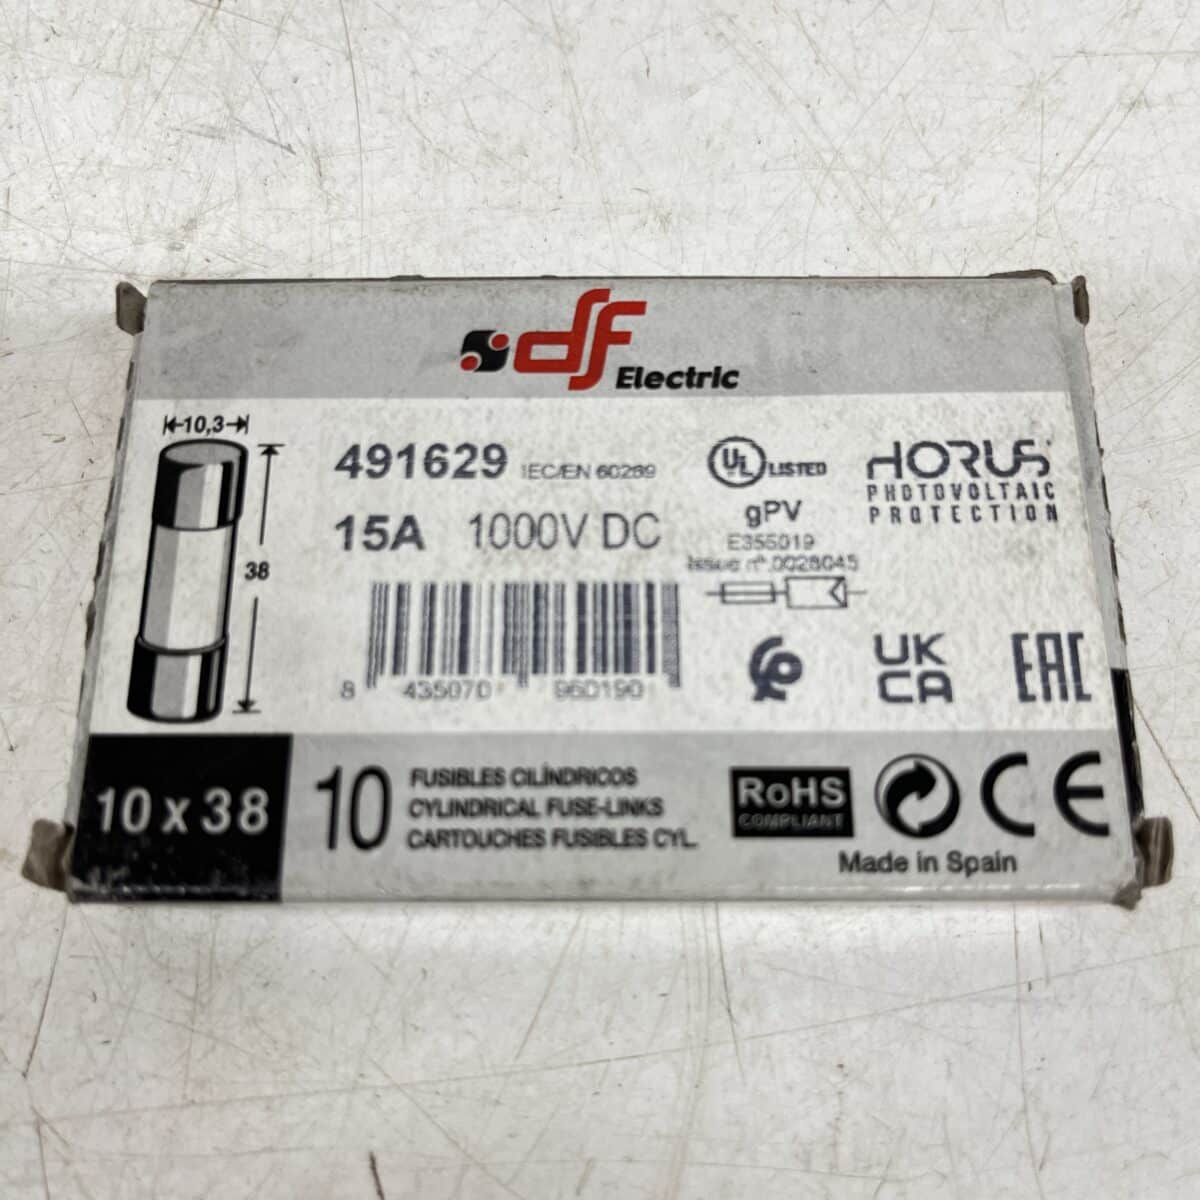 df Electric
10,3
38
491629 IEC/EN 60269
15A 1000V DC
8 435070 960190
UL LISTED
gPV
E355019
Issue nº.0028045
HORUS
PHOTOVOLTAIC
PROTECTION
UK
CA
EAC
10 x 38
10
FUSIBLES CILÍNDRICOS
CYLINDRICAL FUSE-LINKS
CARTOUCHES FUSIBLES CYL.
RoHS
COMPLIANT
CE
Made in Spain